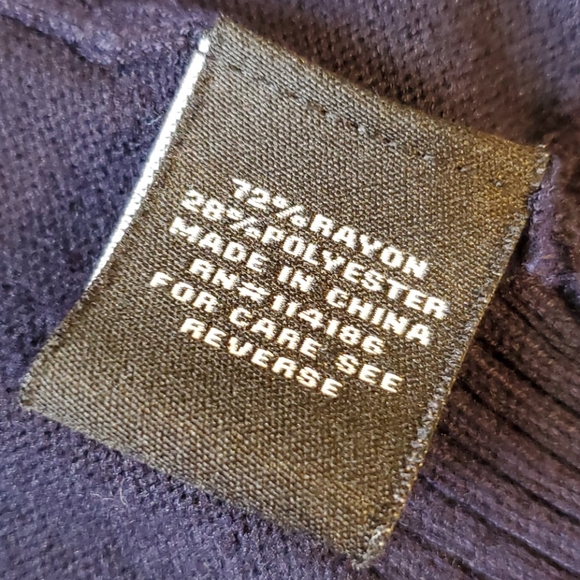 72%RAYON
28%POLYESTER
MADE IN CHINA
RN#114186
FOR CARE SEE
REVERSE